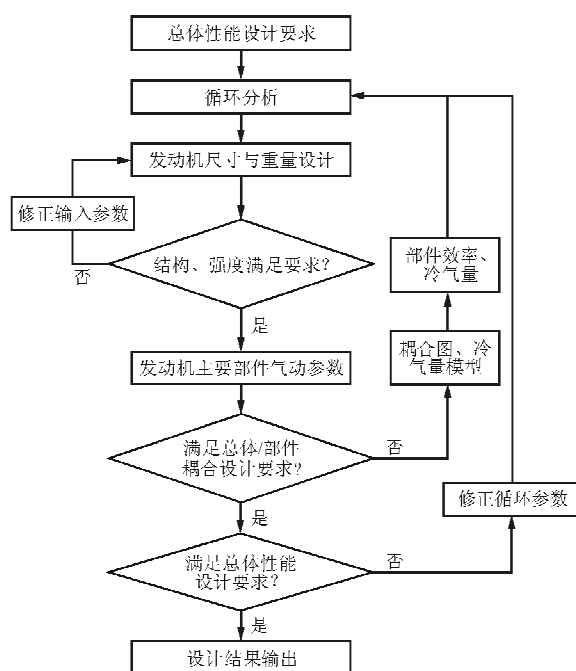 总体性能设计要求
循环分析
发动机尺寸与重量设计
修正输入参数
结构、强度满足要求?
否
是
部件效率、
冷气量
耦合图、冷
气量模型
发动机主要部件气动参数
满足总体/部件
耦合设计要求?
否
是
修正循环参数
满足总体性能
设计要求?
否
是
设计结果输出